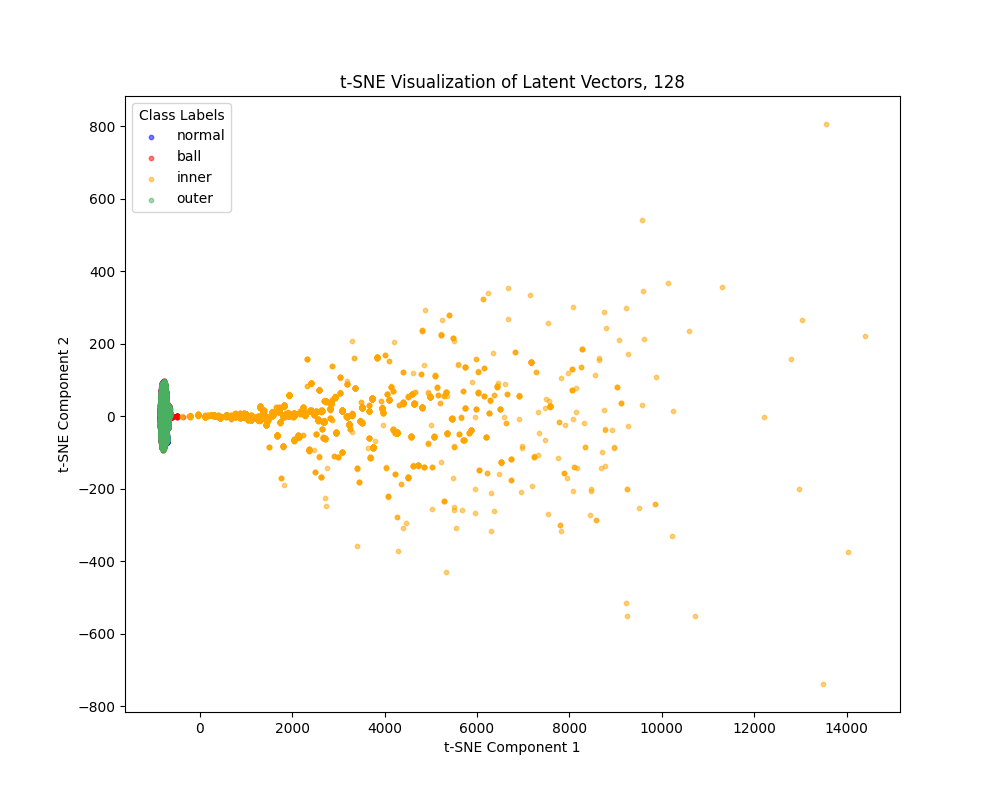 t-SNE Visualization of Latent Vectors, 128
Class Labels
normal
ball
inner
outer
800
600
400
200
0
−200
−400
−600
−800
t-SNE Component 2
0 2000 4000 6000 8000 10000 12000 14000
t-SNE Component 1